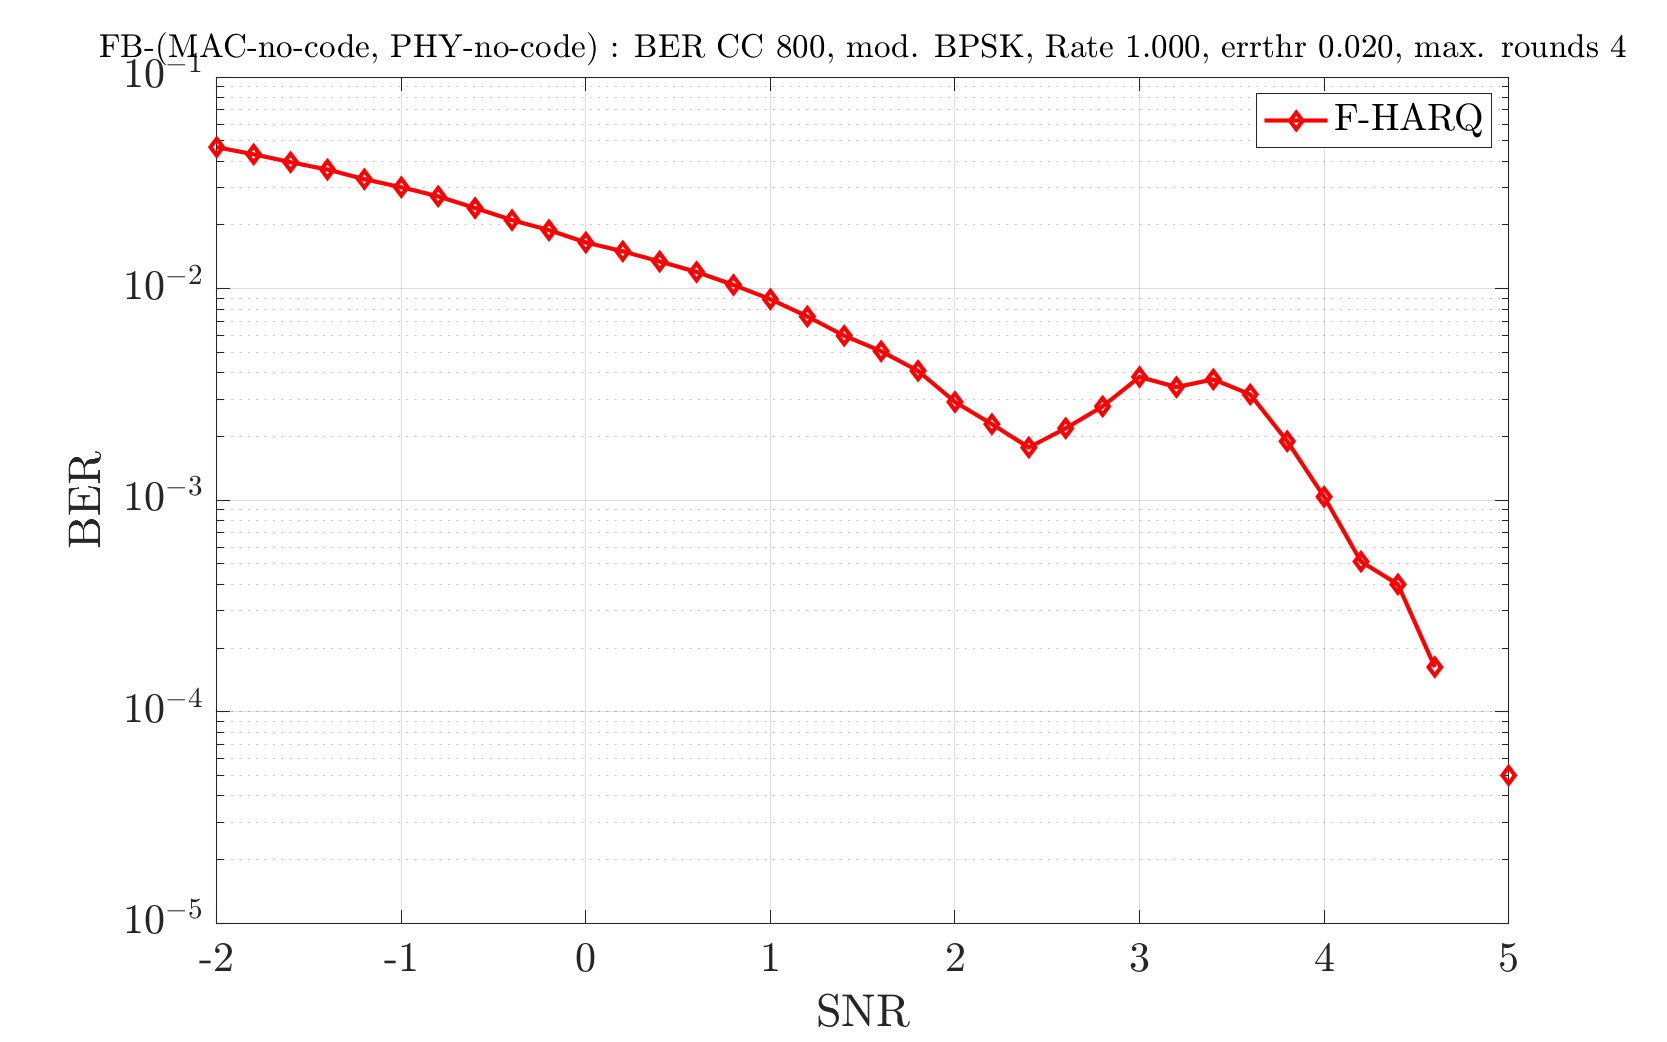 FB-(MAC-no-code, PHY-no-code) : BER CC 800, mod. BPSK, Rate 1.000, errthr 0.020, max. rounds 4
10⁻¹
F-HARQ
10⁻²
10⁻³
BER
10⁻⁴
10⁻⁵
-2 -1 0 1 2 3 4 5
SNR